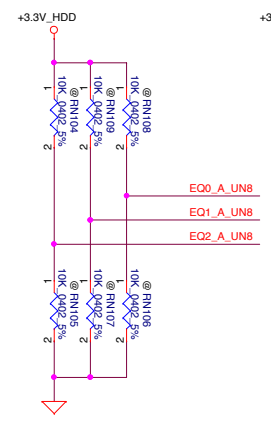 +3.3V_HDD
+3
1 2 10K_0402_5% @ RN104
1 2 10K_0402_5% @ RN109
1 2 10K_0402_5% @ RN108
EQ0_A_UN8
EQ1_A_UN8
EQ2_A_UN8
1 2 10K_0402_5% @ RN105
1 2 10K_0402_5% @ RN107
1 2 10K_0402_5% @ RN106